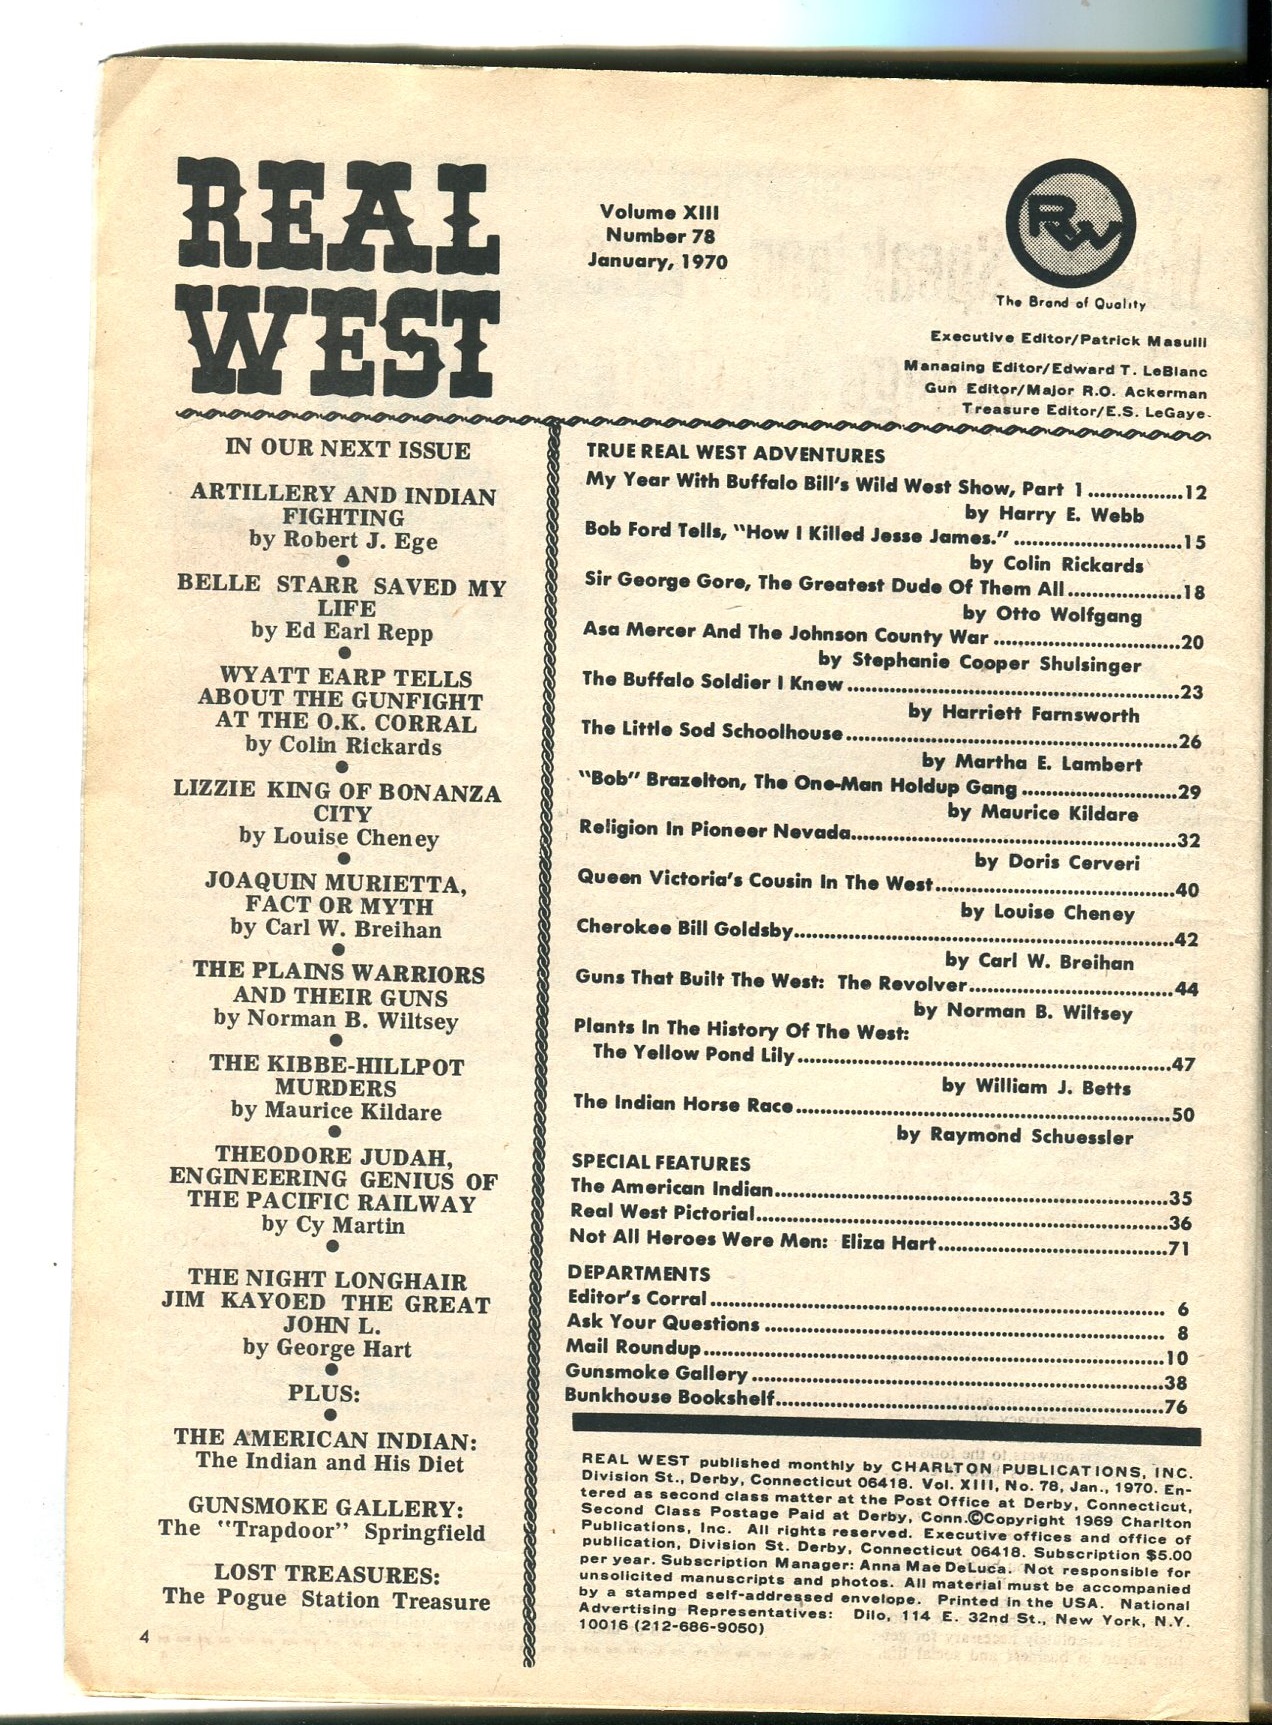 REAL
WEST
Volume XIII
Number 78
January, 1970
RW
The Brand of Quality
Executive Editor/Patrick Masulli
Managing Editor/Edward T. LeBlanc
Gun Editor/Major R.O. Ackerman
Treasure Editor/E.S. LeGaye
IN OUR NEXT ISSUE
ARTILLERY AND INDIAN
FIGHTING
by Robert J. Ege
BELLE STARR SAVED MY
LIFE
by Ed Earl Repp
WYATT EARP TELLS
ABOUT THE GUNFIGHT
AT THE O.K. CORRAL
by Colin Rickards
LIZZIE KING OF BONANZA
CITY
by Louise Cheney
JOAQUIN MURIETTA,
FACT OR MYTH
by Carl W. Breihan
THE PLAINS WARRIORS
AND THEIR GUNS
by Norman B. Wiltsey
THE KIBBE-HILLPOT
MURDERS
by Maurice Kildare
THEODORE JUDAH,
ENGINEERING GENIUS OF
THE PACIFIC RAILWAY
by Cy Martin
THE NIGHT LONGHAIR
JIM KAYOED THE GREAT
JOHN L.
by George Hart
PLUS:
THE AMERICAN INDIAN:
The Indian and His Diet
GUNSMOKE GALLERY:
The "Trapdoor" Springfield
LOST TREASURES:
The Pogue Station Treasure
4
TRUE REAL WEST ADVENTURES
My Year With Buffalo Bill's Wild West Show, Part 1................12
by Harry E. Webb
Bob Ford Tells, "How I Killed Jesse James." ............................15
by Colin Rickards
Sir George Gore, The Greatest Dude Of Them All...................18
by Otto Wolfgang
Asa Mercer And The Johnson County War ...............................20
by Stephanie Cooper Shulsinger
The Buffalo Soldier I Knew.......................................................23
by Harriett Farnsworth
The Little Sod Schoolhouse.......................................................26
by Martha E. Lambert
"Bob" Brazelton, The One-Man Holdup Gang ..........................29
by Maurice Kildare
Religion In Pioneer Nevada......................................................32
by Doris Cerveri
Queen Victoria's Cousin In The West........................................40
by Louise Cheney
Cherokee Bill Goldsby...............................................................42
by Carl W. Breihan
Guns That Built The West: The Revolver..................................44
by Norman B. Wiltsey
Plants In The History Of The West:
The Yellow Pond Lily..............................................................47
by William J. Betts
The Indian Horse Race..............................................................50
by Raymond Schuessler
SPECIAL FEATURES
The American Indian.................................................................35
Real West Pictorial....................................................................36
Not All Heroes Were Men: Eliza Hart......................................71
DEPARTMENTS
Editor's Corral........................................................................... 6
Ask Your Questions .................................................................. 8
Mail Roundup............................................................................10
Gunsmoke Gallery ....................................................................38
Bunkhouse Bookshelf................................................................76
REAL WEST published monthly by CHARLTON PUBLICATIONS, INC.
Division St., Derby, Connecticut 06418. Vol. XIII, No. 78, Jan., 1970. En-
tered as second class matter at the Post Office at Derby, Connecticut,
Second Class Postage Paid at Derby, Conn.©Copyright 1969 Charlton
Publications, Inc. All rights reserved. Executive offices and office of
publication, Division St. Derby, Connecticut 06418. Subscription $5.00
per year. Subscription Manager: Anna Mae DeLuca. Not responsible for
unsolicited manuscripts and photos. All material must be accompanied
by a stamped self-addressed envelope. Printed in the USA. National
Advertising Representatives: Dilo, 114 E. 32nd St., New York, N.Y.
10016 (212-686-9050)